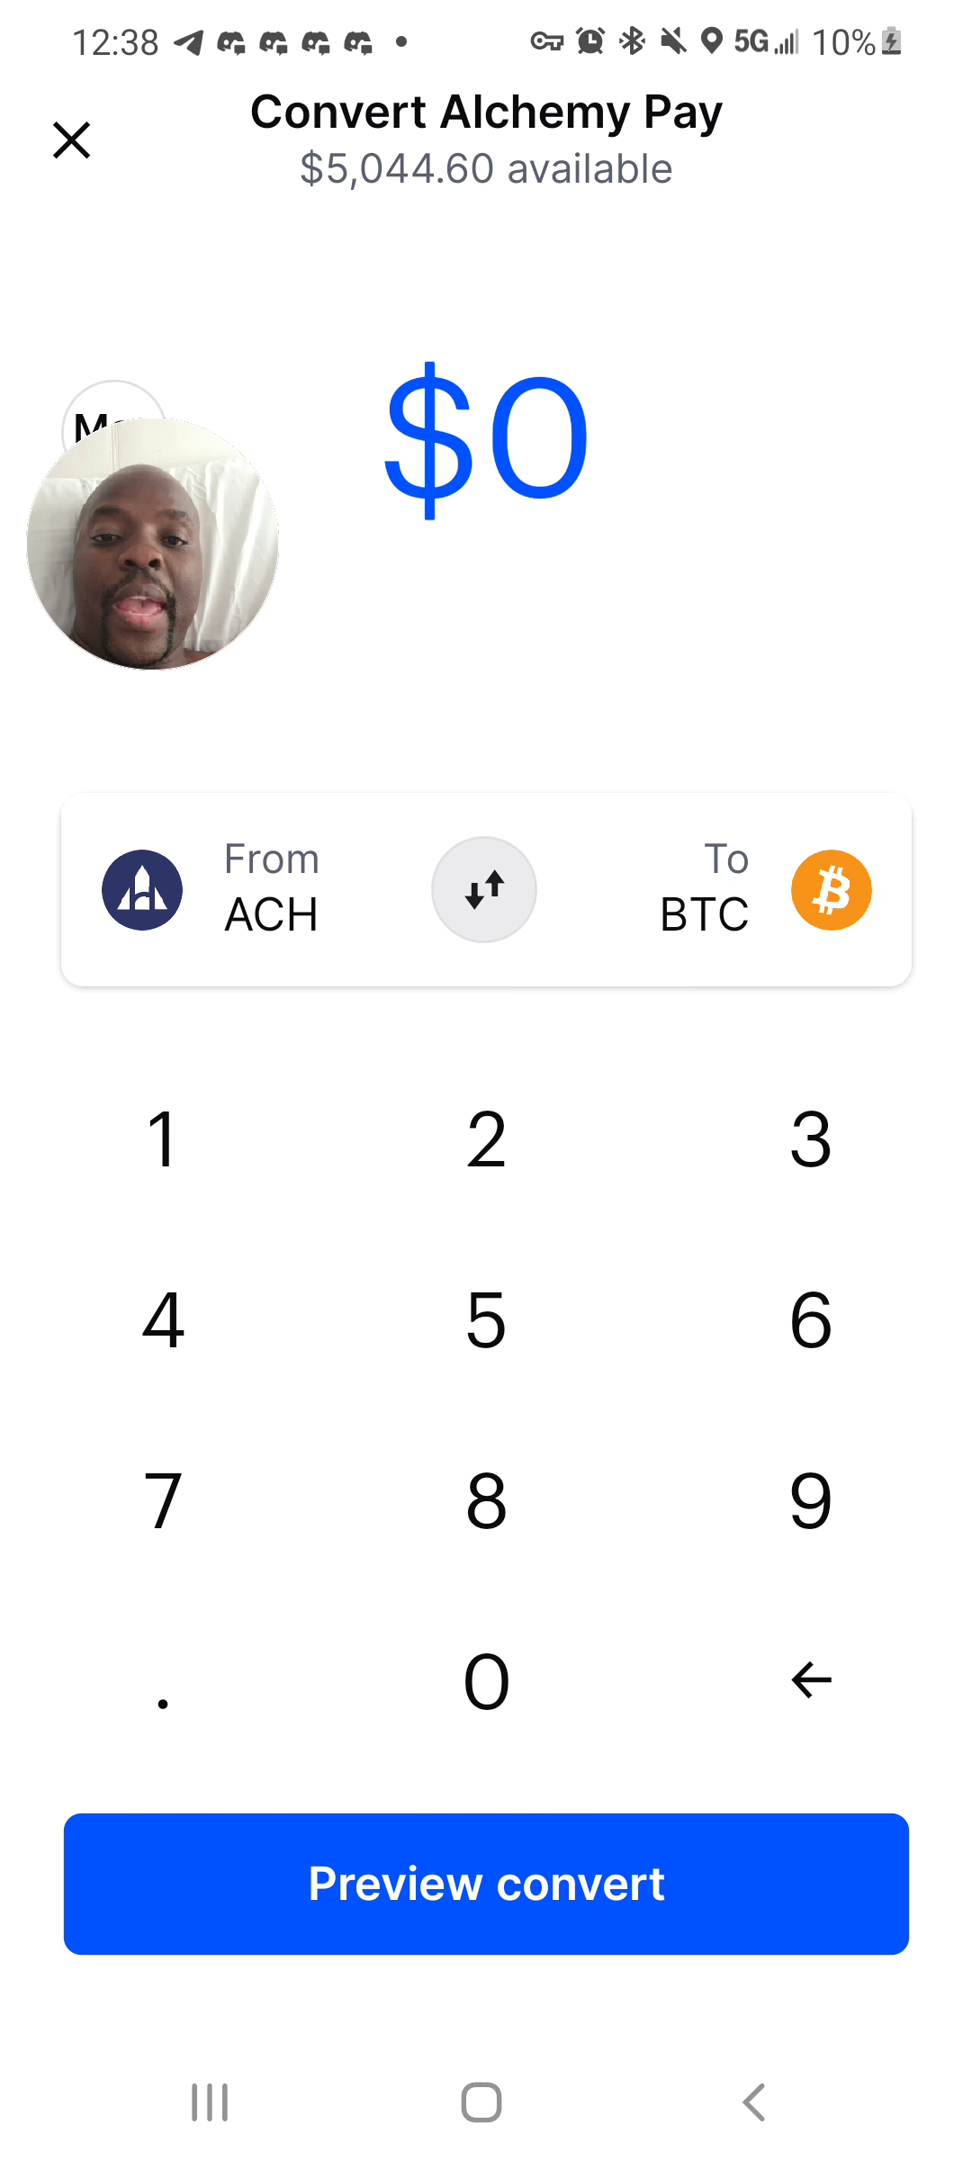 12:38 5G 10%
Convert Alchemy Pay
$5,044.60 available
$0
From To
ACH BTC
1 2 3
4 5 6
7 8 9
. 0
Preview convert